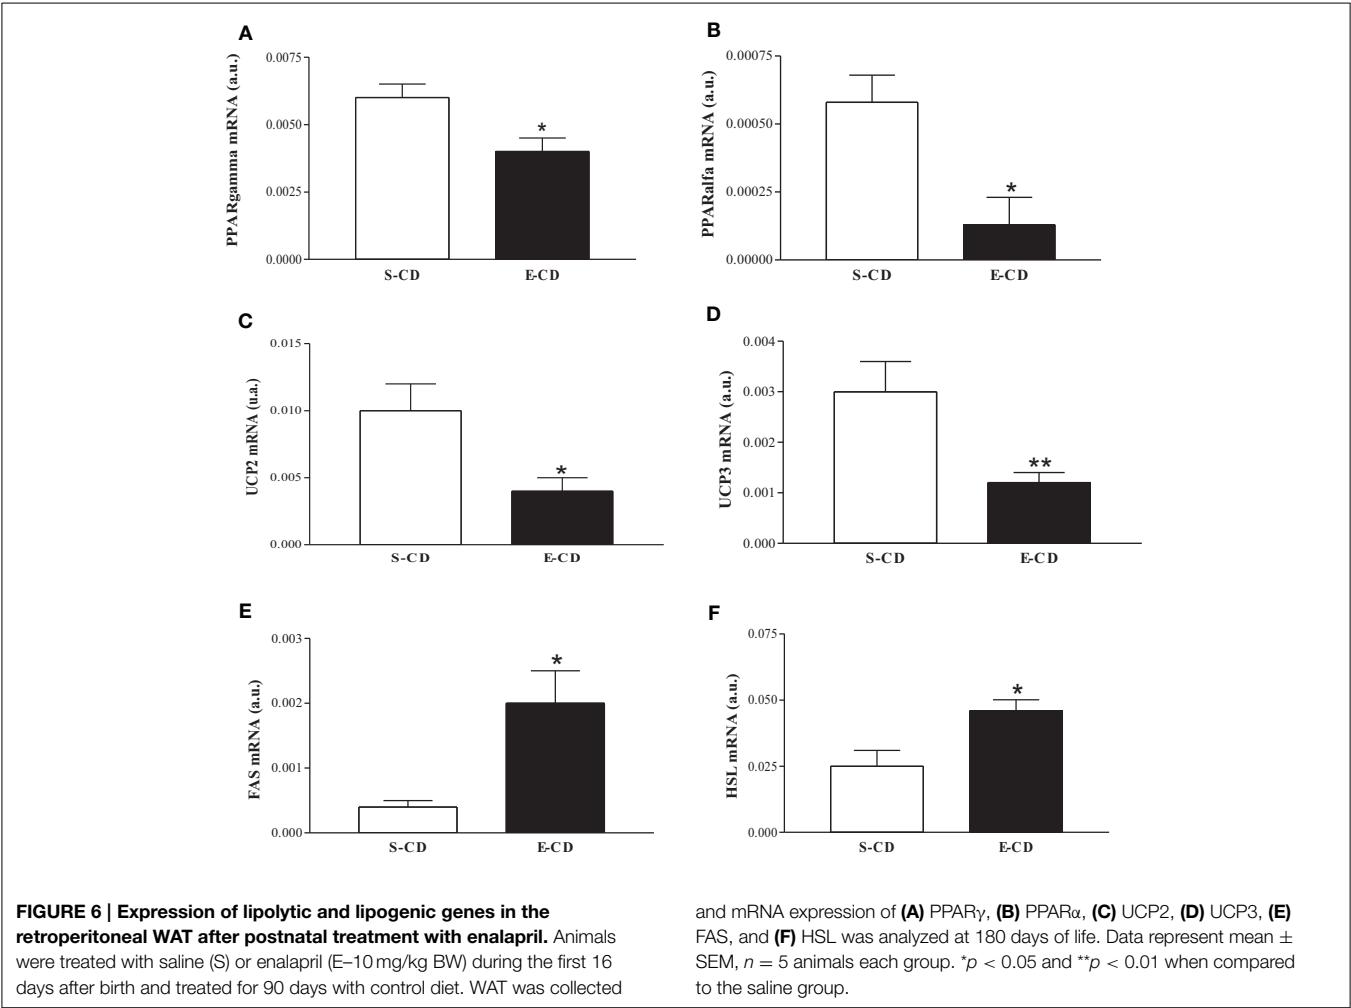 A
PPARgamma mRNA (a.u.)
0.0075
0.0050
0.0025
0.0000
*
S-CD E-CD
B
PPARalfa mRNA (a.u.)
0.00075
0.00050
0.00025
0.00000
*
S-CD E-CD
C
UCP2 mRNA (u.a.)
0.015
0.010
0.005
0.000
*
S-CD E-CD
D
UCP3 mRNA (a.u.)
0.004
0.003
0.002
0.001
0.000
**
S-CD E-CD
E
FAS mRNA (a.u.)
0.003
0.002
0.001
0.000
*
S-CD E-CD
F
HSL mRNA (a.u.)
0.075
0.050
0.025
0.000
*
S-CD E-CD
FIGURE 6 | Expression of lipolytic and lipogenic genes in the
retroperitoneal WAT after postnatal treatment with enalapril. Animals
were treated with saline (S) or enalapril (E–10 mg/kg BW) during the first 16
days after birth and treated for 90 days with control diet. WAT was collected
and mRNA expression of (A) PPARγ, (B) PPARα, (C) UCP2, (D) UCP3, (E)
FAS, and (F) HSL was analyzed at 180 days of life. Data represent mean ±
SEM, n = 5 animals each group. *p < 0.05 and **p < 0.01 when compared
to the saline group.